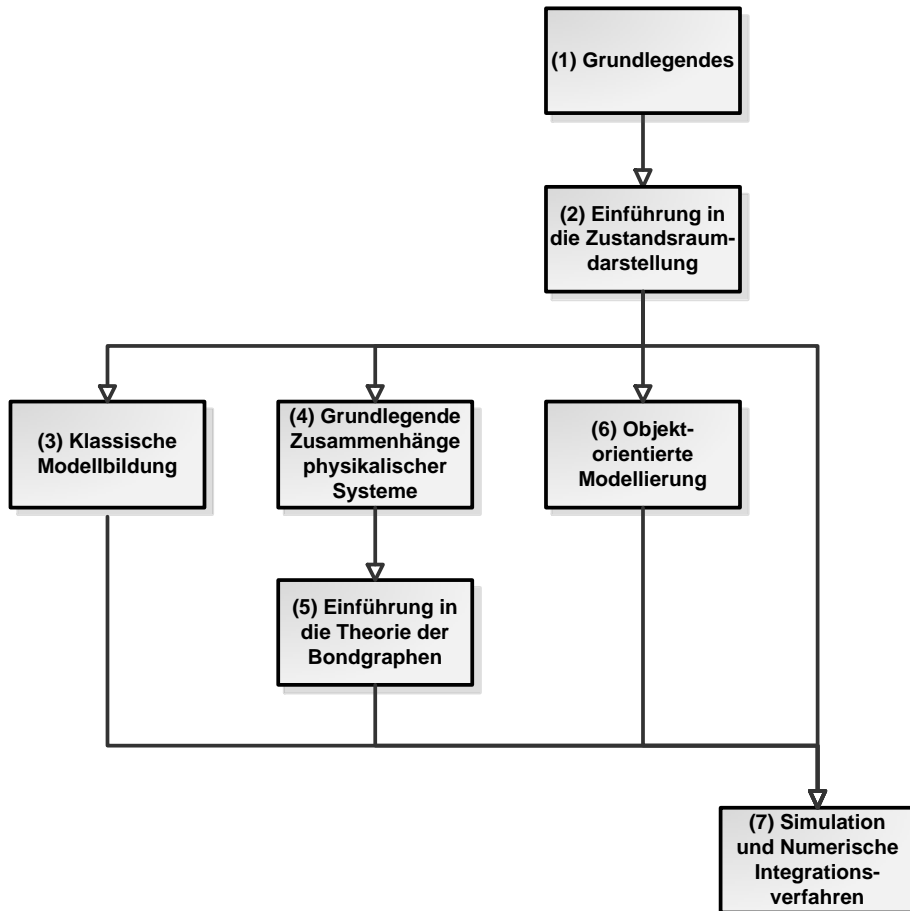 (1) Grundlegendes
(2) Einführung in
die Zustandsraum-
darstellung
(3) Klassische
Modellbildung
(4) Grundlegende
Zusammenhänge
physikalischer
Systeme
(6) Objekt-
orientierte
Modellierung
(5) Einführung in
die Theorie der
Bondgraphen
(7) Simulation
und Numerische
Integrations-
verfahren